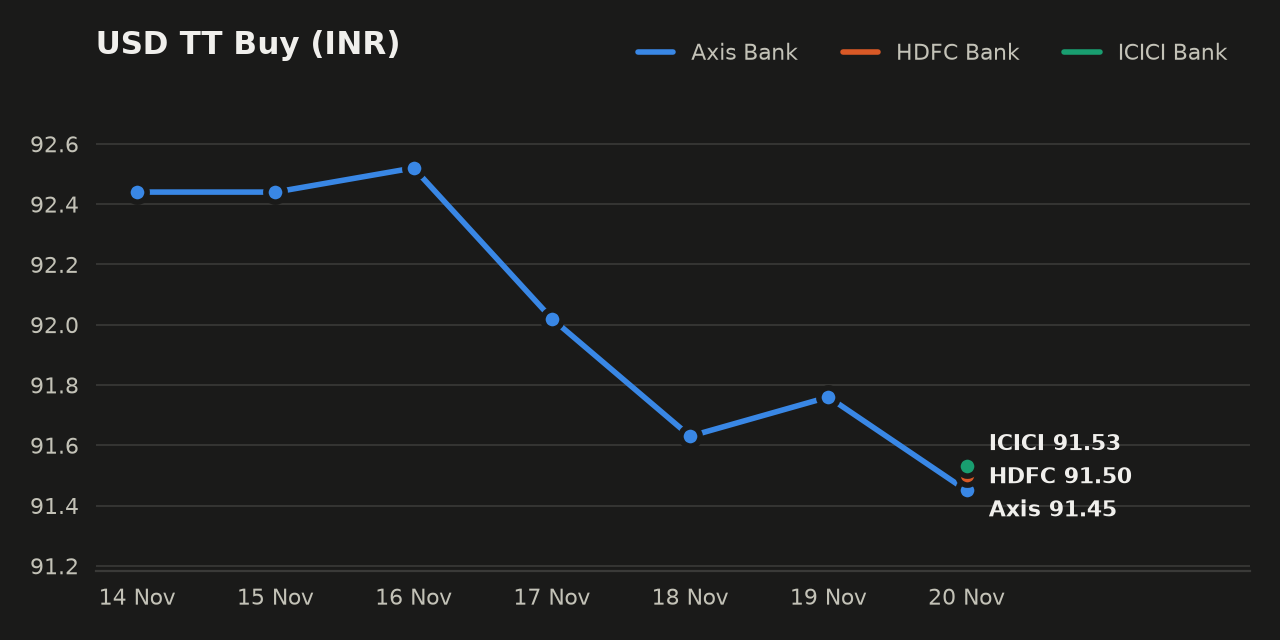 USD TT Buy (INR)
Axis Bank
HDFC Bank
ICICI Bank
92.6
92.4
92.2
92.0
91.8
91.6
91.4
91.2
ICICI 91.53
HDFC 91.50
Axis 91.45
14 Nov
15 Nov
16 Nov
17 Nov
18 Nov
19 Nov
20 Nov